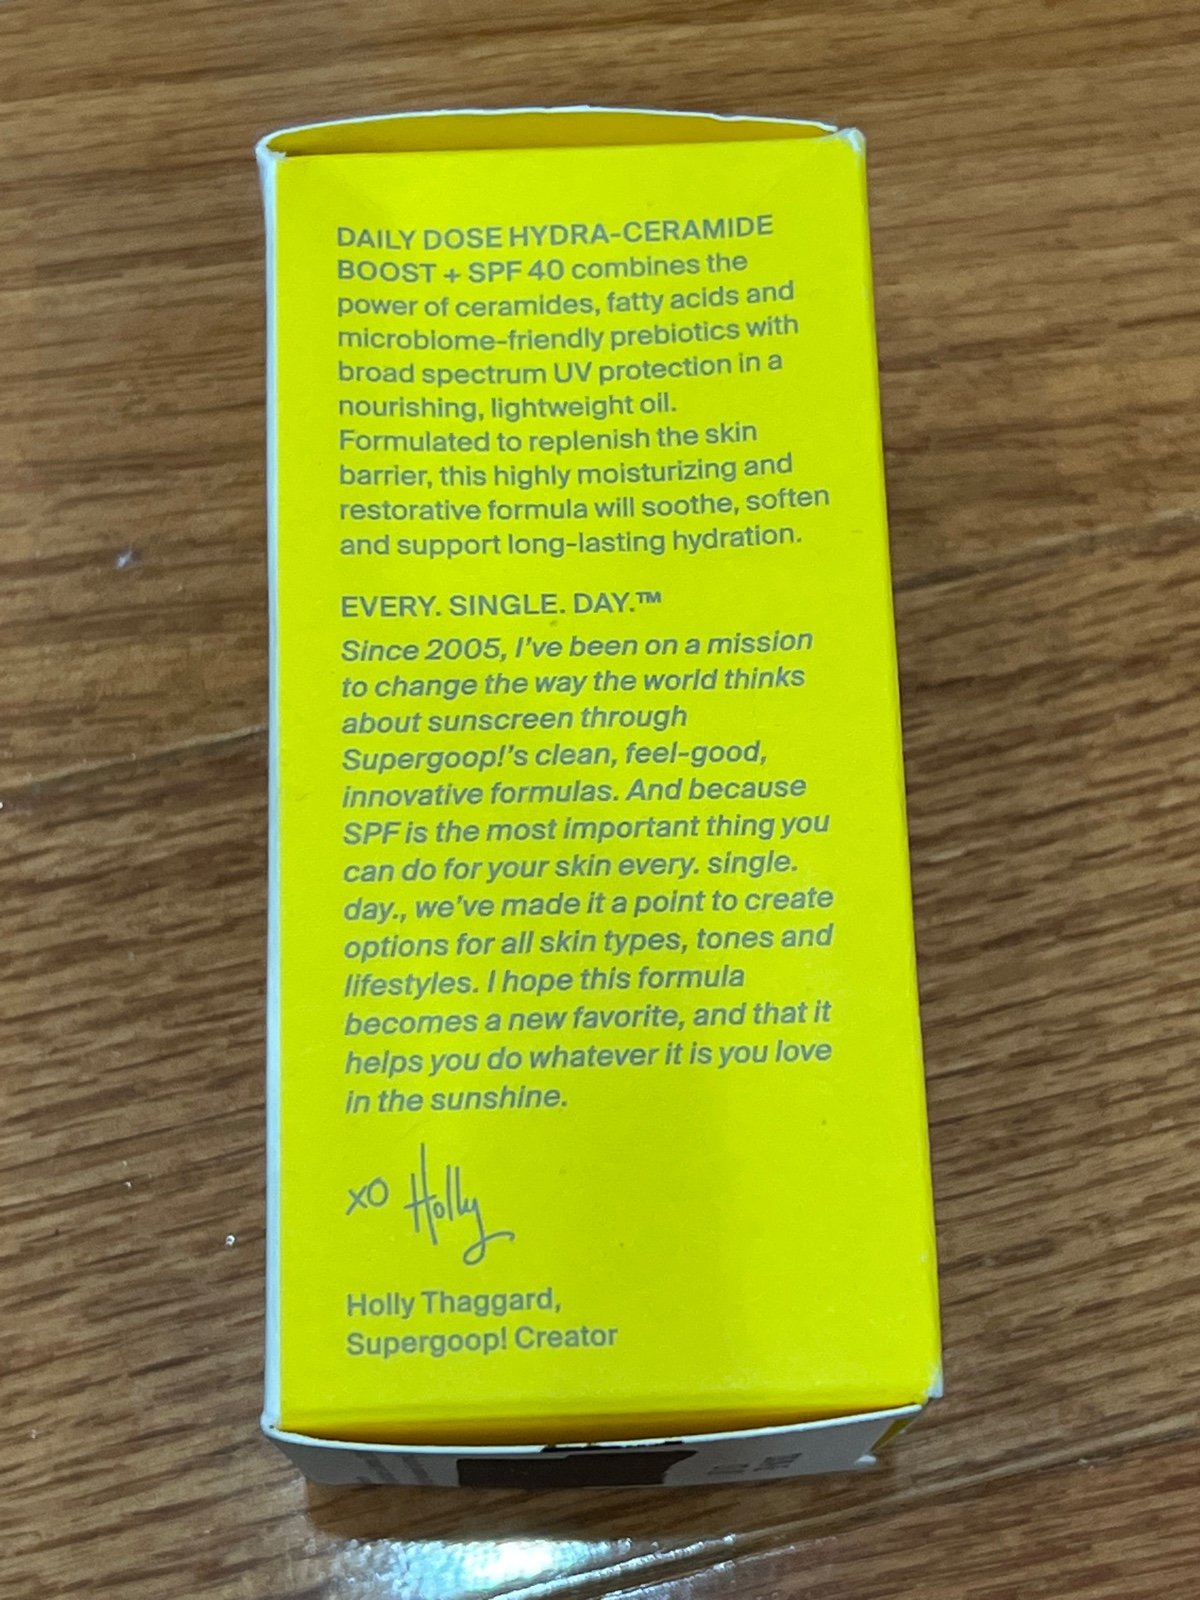 DAILY DOSE HYDRA-CERAMIDE
BOOST + SPF 40 combines the
power of ceramides, fatty acids and
microbiome-friendly prebiotics with
broad spectrum UV protection in a
nourishing, lightweight oil.
Formulated to replenish the skin
barrier, this highly moisturizing and
restorative formula will soothe, soften
and support long-lasting hydration.
EVERY. SINGLE. DAY.™
Since 2005, I've been on a mission
to change the way the world thinks
about sunscreen through
Supergoop!'s clean, feel-good,
innovative formulas. And because
SPF is the most important thing you
can do for your skin every. single.
day., we've made it a point to create
options for all skin types, tones and
lifestyles. I hope this formula
becomes a new favorite, and that it
helps you do whatever it is you love
in the sunshine.
xo Holly
Holly Thaggard,
Supergoop! Creator